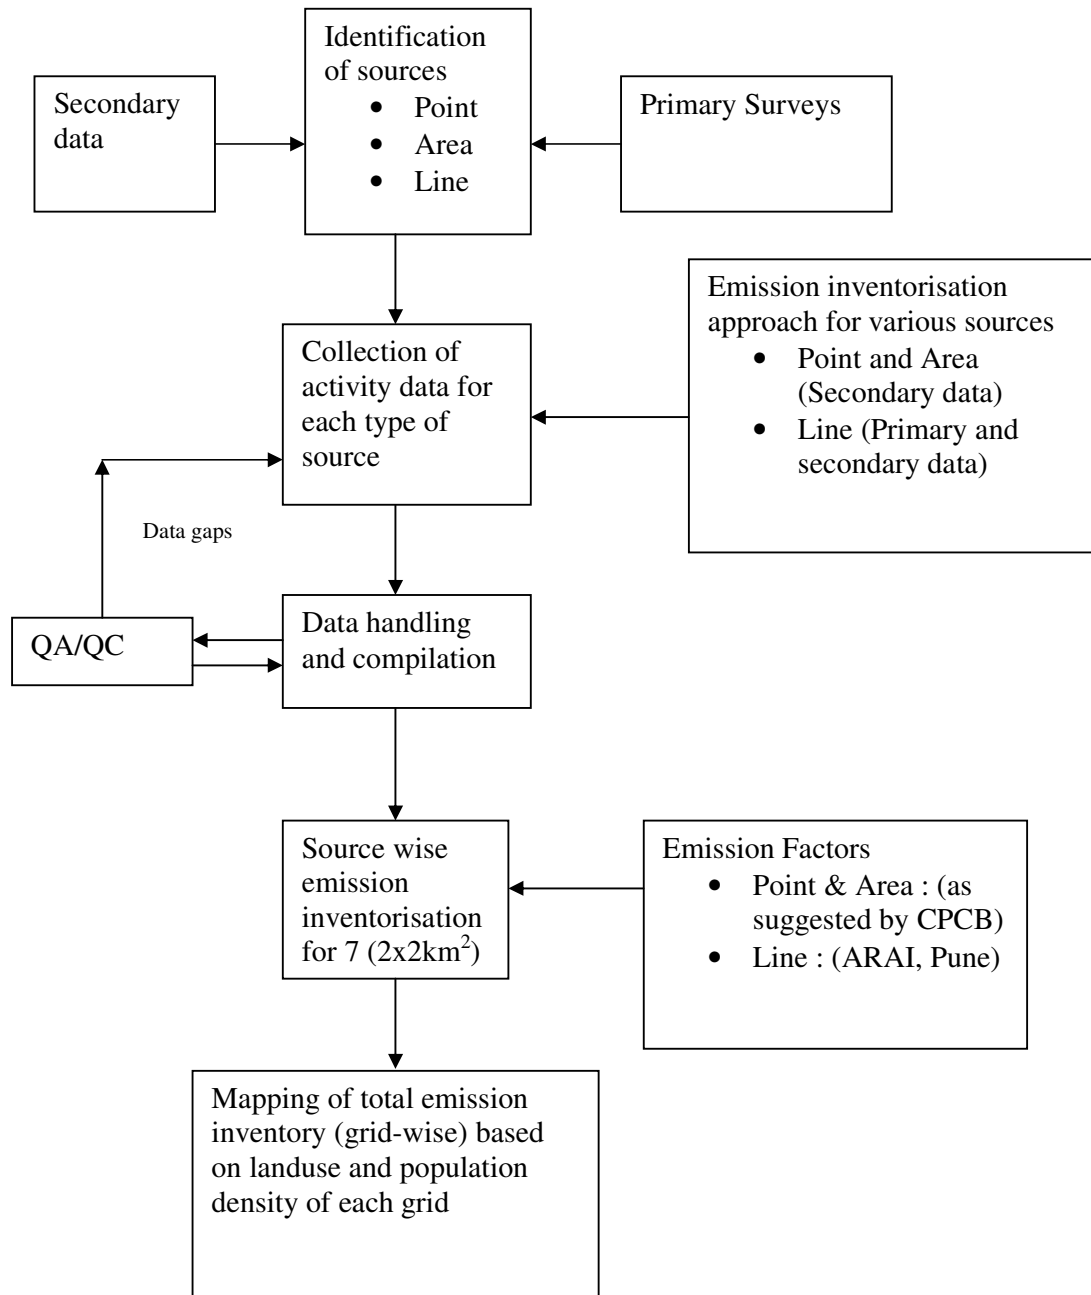 Identification
of sources
• Point
• Area
• Line
Secondary
data
Primary Surveys
Emission inventorisation
approach for various sources
• Point and Area
(Secondary data)
• Line (Primary and
secondary data)
Collection of
activity data for
each type of
source
Data gaps
QA/QC
Data handling
and compilation
Source wise
emission
inventorisation
for 7 (2x2km²)
Emission Factors
• Point & Area : (as
suggested by CPCB)
• Line : (ARAI, Pune)
Mapping of total emission
inventory (grid-wise) based
on landuse and population
density of each grid